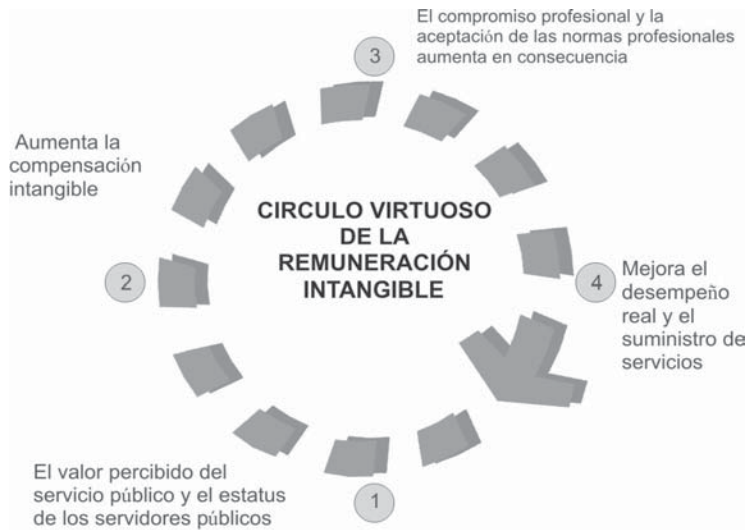 El compromiso profesional y la
aceptación de las normas profesionales
aumenta en consecuencia
3
Aumenta la
compensación
intangible
CIRCULO VIRTUOSO
DE LA
REMUNERACIÓN
INTANGIBLE
2
4
Mejora el
desempeño
real y el
suministro de
servicios
El valor percibido del
servicio público y el estatus
de los servidores públicos
1